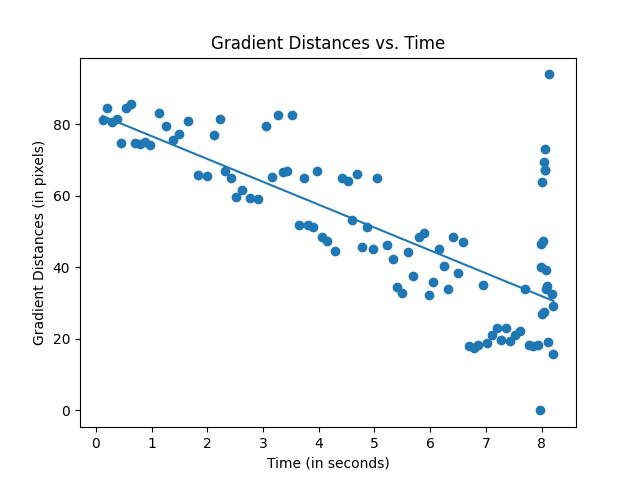 Gradient Distances vs. Time
Gradient Distances (in pixels)
80
60
40
20
0
0 1 2 3 4 5 6 7 8
Time (in seconds)